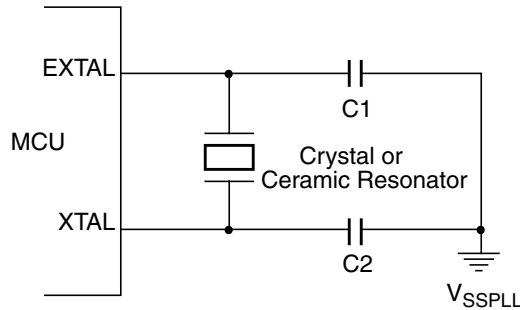 EXTAL
C1
MCU
Crystal or
Ceramic Resonator
XTAL
C2
VSSPLL